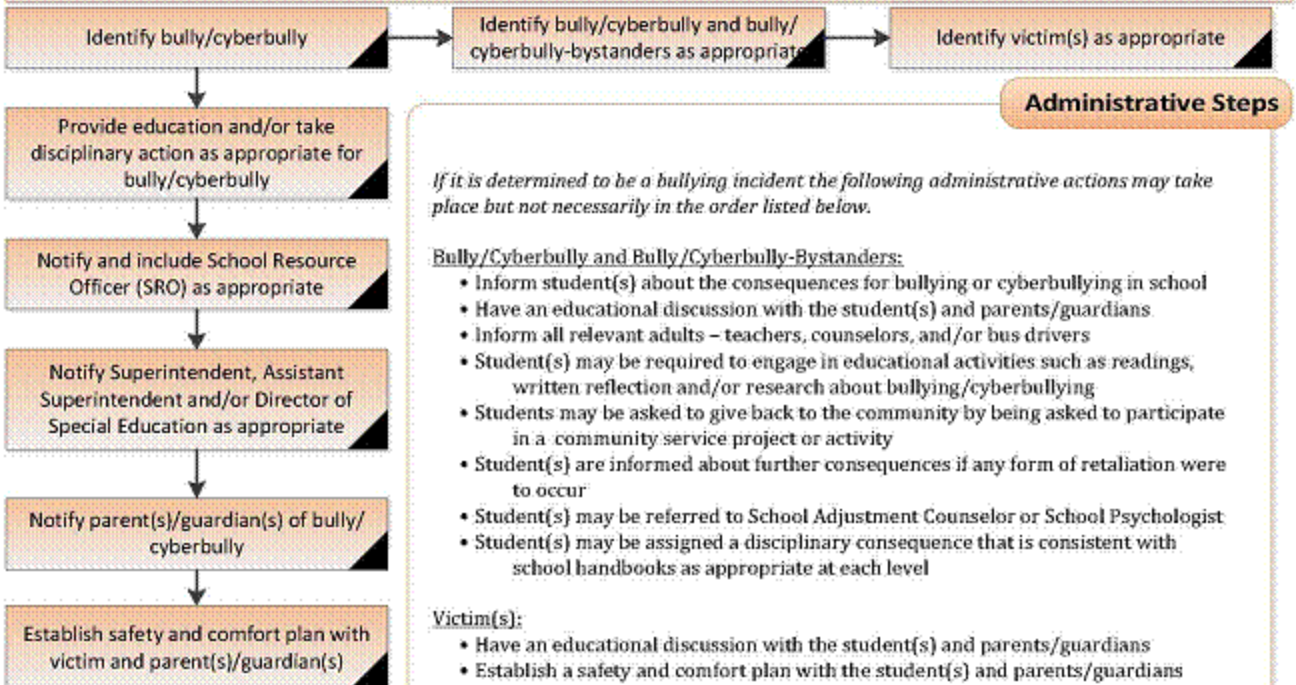 Identify bully/cyberbully
Identify bully/cyberbully and bully/
cyberbully-bystanders as appropriate
Identify victim(s) as appropriate
Provide education and/or take
disciplinary action as appropriate for
bully/cyberbully
Notify and include School Resource
Officer (SRO) as appropriate
Notify Superintendent, Assistant
Superintendent and/or Director of
Special Education as appropriate
Notify parent(s)/guardian(s) of bully/
cyberbully
Establish safety and comfort plan with
victim and parent(s)/guardian(s)
Administrative Steps
If it is determined to be a bullying incident the following administrative actions may take
place but not necessarily in the order listed below.
Bully/Cyberbully and Bully/Cyberbully-Bystanders:
• Inform student(s) about the consequences for bullying or cyberbullying in school
• Have an educational discussion with the student(s) and parents/guardians
• Inform all relevant adults – teachers, counselors, and/or bus drivers
• Student(s) may be required to engage in educational activities such as readings,
written reflection and/or research about bullying/cyberbullying
• Students may be asked to give back to the community by being asked to participate
in a community service project or activity
• Student(s) are informed about further consequences if any form of retaliation were
to occur
• Student(s) may be referred to School Adjustment Counselor or School Psychologist
• Student(s) may be assigned a disciplinary consequence that is consistent with
school handbooks as appropriate at each level
Victim(s):
• Have an educational discussion with the student(s) and parents/guardians
• Establish a safety and comfort plan with the student(s) and parents/guardians